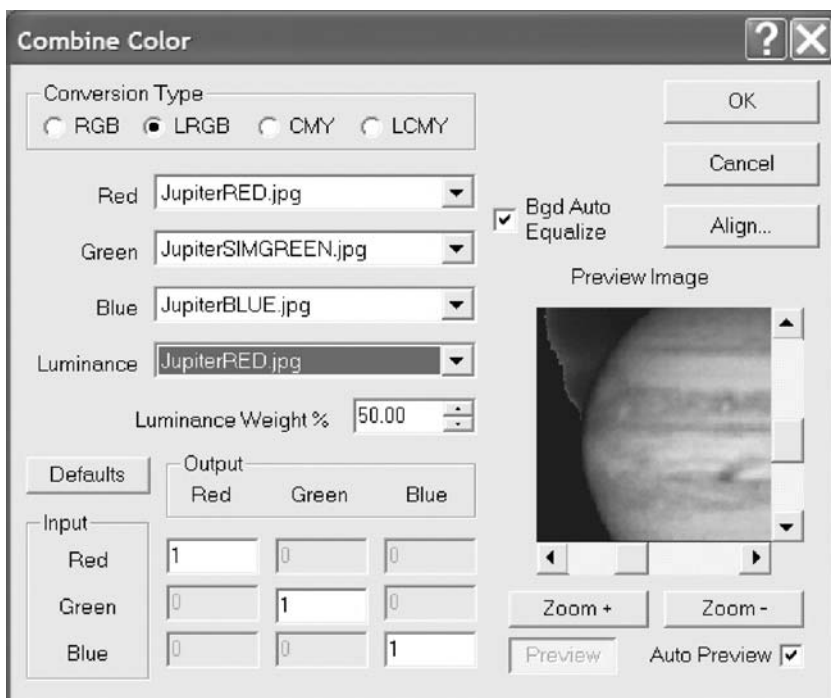 Combine Color
Conversion Type
RGB LRGB CMY LCMY
OK
Cancel
Align...
Red JupiterRED.jpg
Green JupiterSIMGREEN.jpg
Blue JupiterBLUE.jpg
Luminance JupiterRED.jpg
Luminance Weight % 50.00
Bgd Auto
Equalize
Preview Image
Defaults
Output
Red Green Blue
Input
Red 1 0 0
Green 0 1 0
Blue 0 0 1
Zoom + Zoom -
Preview Auto Preview